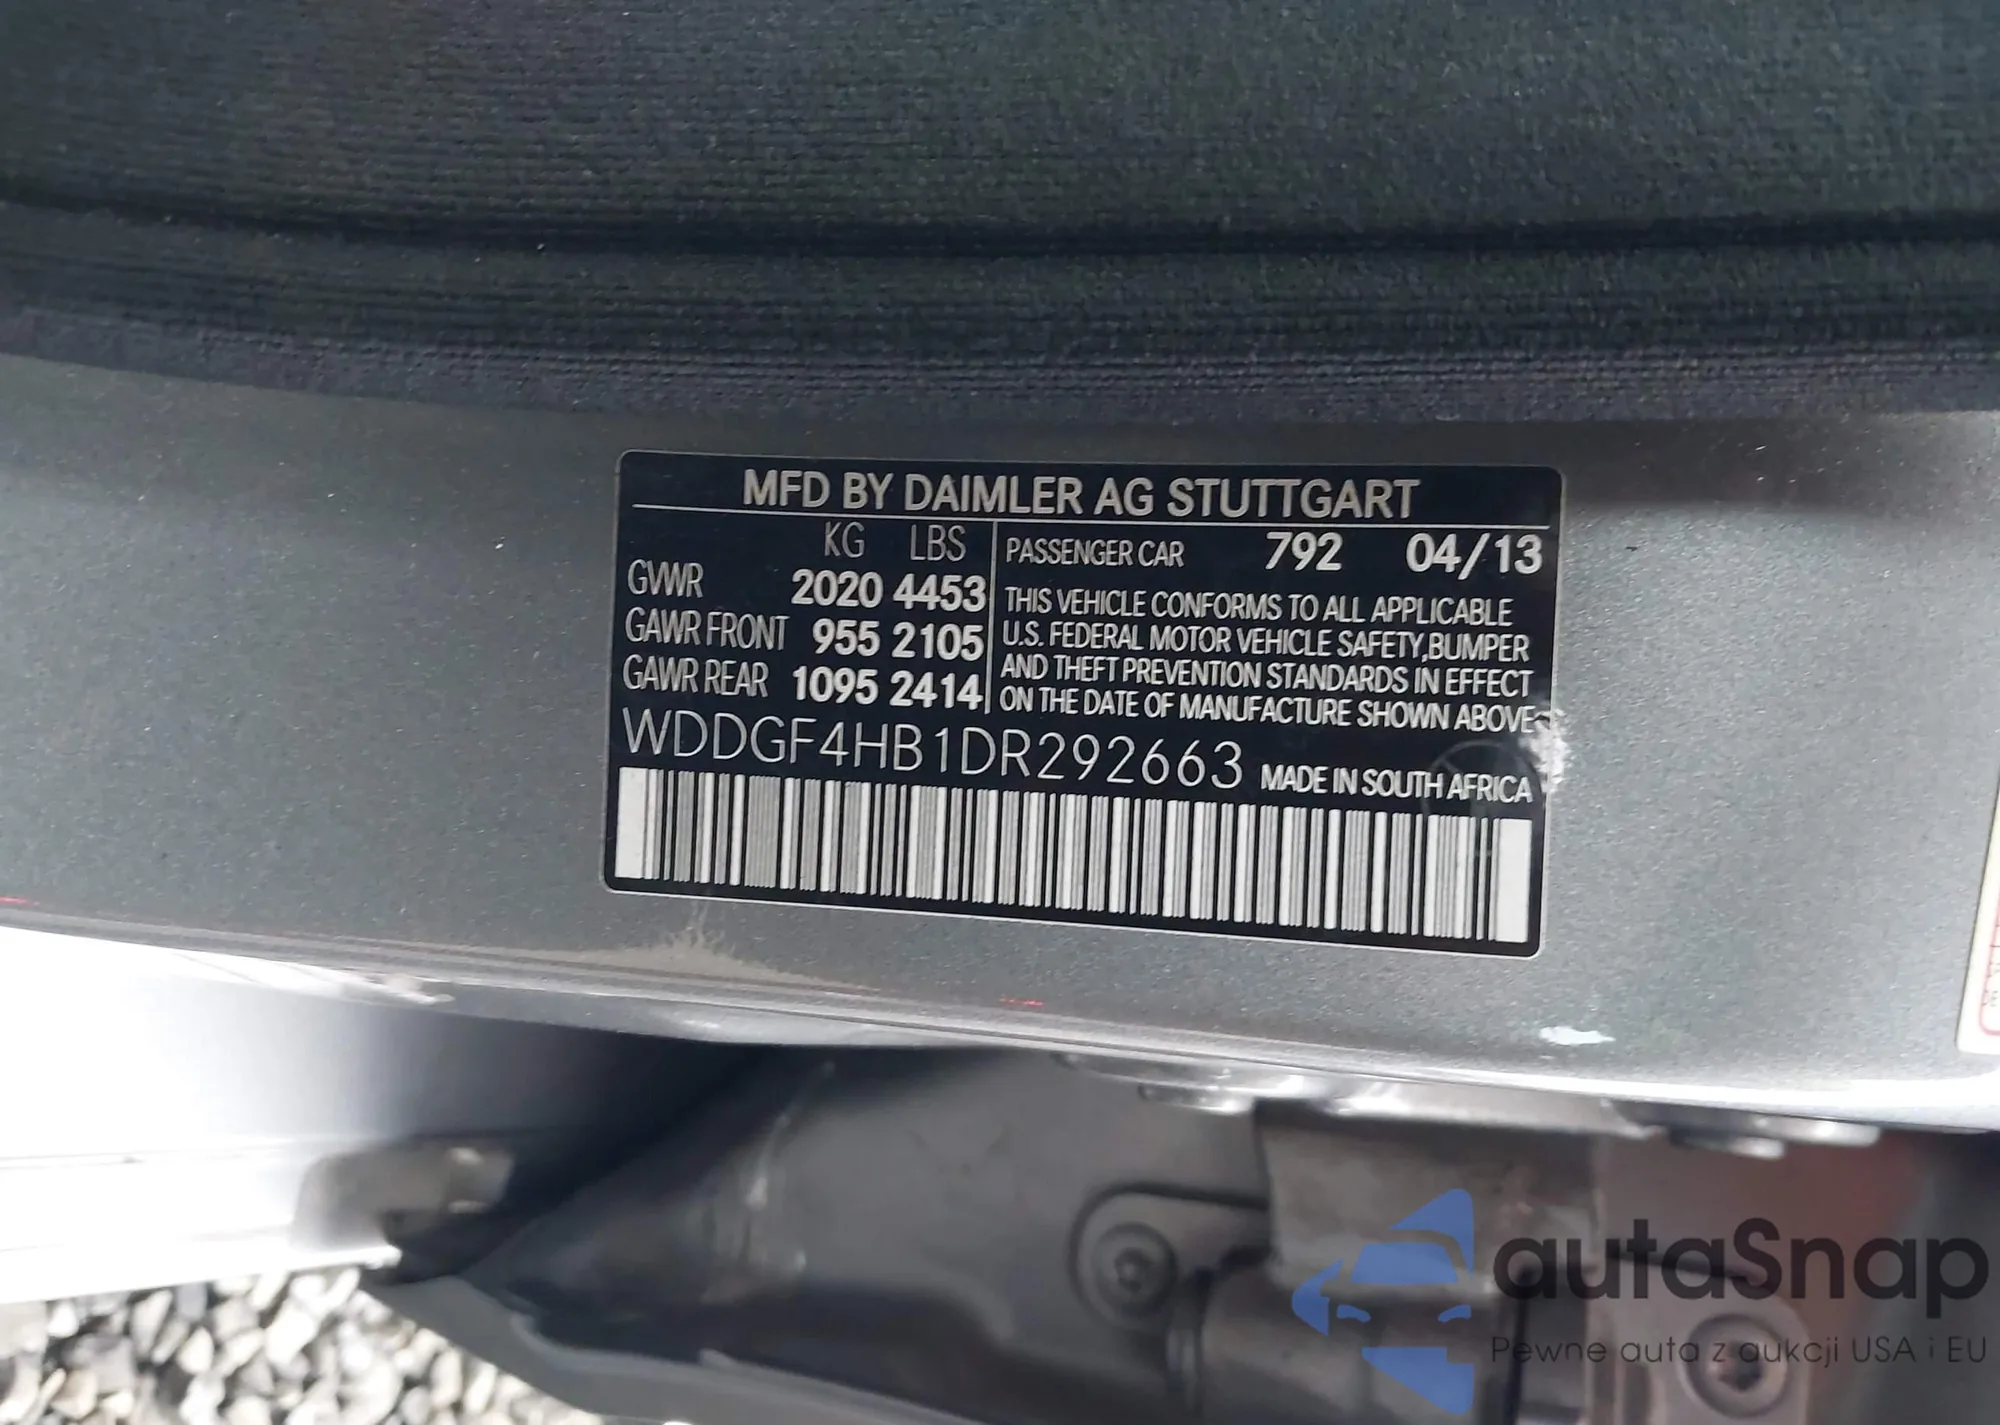 MFD BY DAIMLER AG STUTTGART
KG LBS
GVWR 2020 4453
GAWR FRONT 955 2105
GAWR REAR 1095 2414
PASSENGER CAR 792 04/13
THIS VEHICLE CONFORMS TO ALL APPLICABLE
U.S. FEDERAL MOTOR VEHICLE SAFETY,BUMPER
AND THEFT PREVENTION STANDARDS IN EFFECT
ON THE DATE OF MANUFACTURE SHOWN ABOVE
WDDGF4HB1DR292663 MADE IN SOUTH AFRICA
autaSnap
Pewne auta z aukcji USA i EU